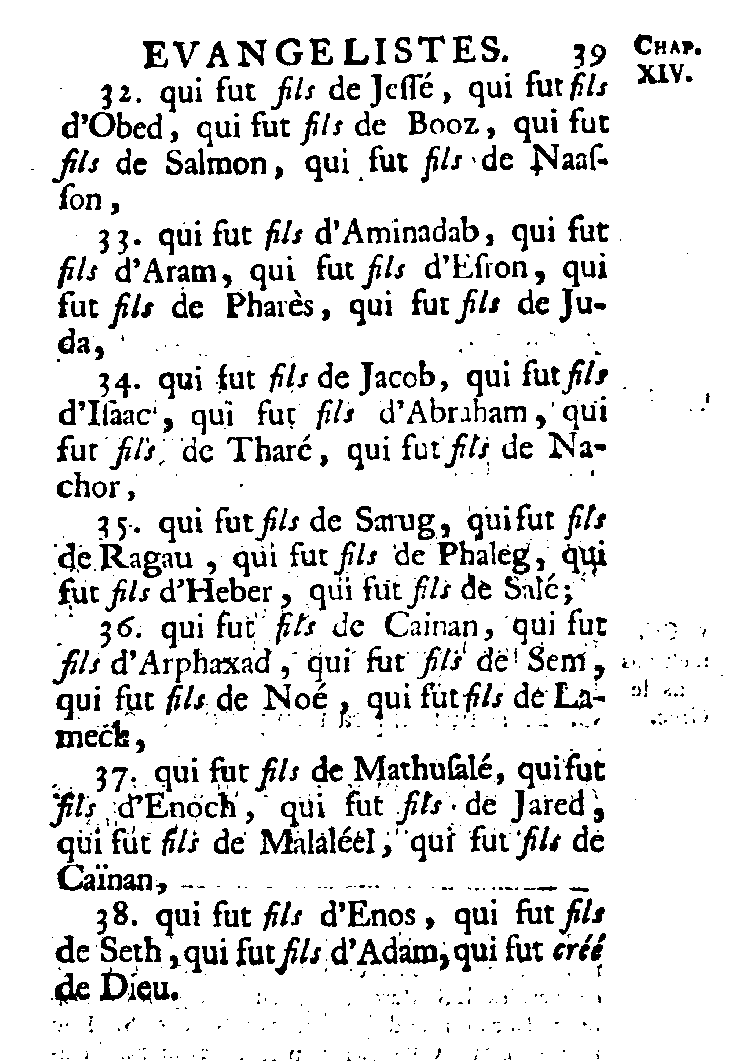 EVANGELISTES. 39 CHAP.
XIV.
32. qui fut fils de Jeſſé, qui fut fils
d'Obed, qui fut fils de Booz, qui fut
fils de Salmon, qui fut fils de Naaſ-
ſon,
33. qui fut fils d'Aminadab, qui fut
fils d'Aram, qui fut fils d'Eſron, qui
fut fils de Pharès, qui fut fils de Ju-
da,
34. qui fut fils de Jacob, qui fut fils
d'Iſaac, qui fut fils d'Abraham, qui
fut fils de Tharé, qui fut fils de Na-
chor,
35. qui fut fils de Sarug, qui fut fils
de Ragau, qui fut fils de Phaleg, qui
fut fils d'Heber, qui fut fils de Salé;
36. qui fut fils de Cainan, qui fut
fils d'Arphaxad, qui fut fils de Sem,
qui fut fils de Noé, qui fut fils de La-
mech,
37. qui fut fils de Mathuſalé, qui fut
fils d'Enoch, qui fut fils de Jared,
qui fut fils de Malaléel, qui fut fils de
Caïnan,
38. qui fut fils d'Enos, qui fut fils
de Seth, qui fut fils d'Adam, qui fut créé
de Dieu.